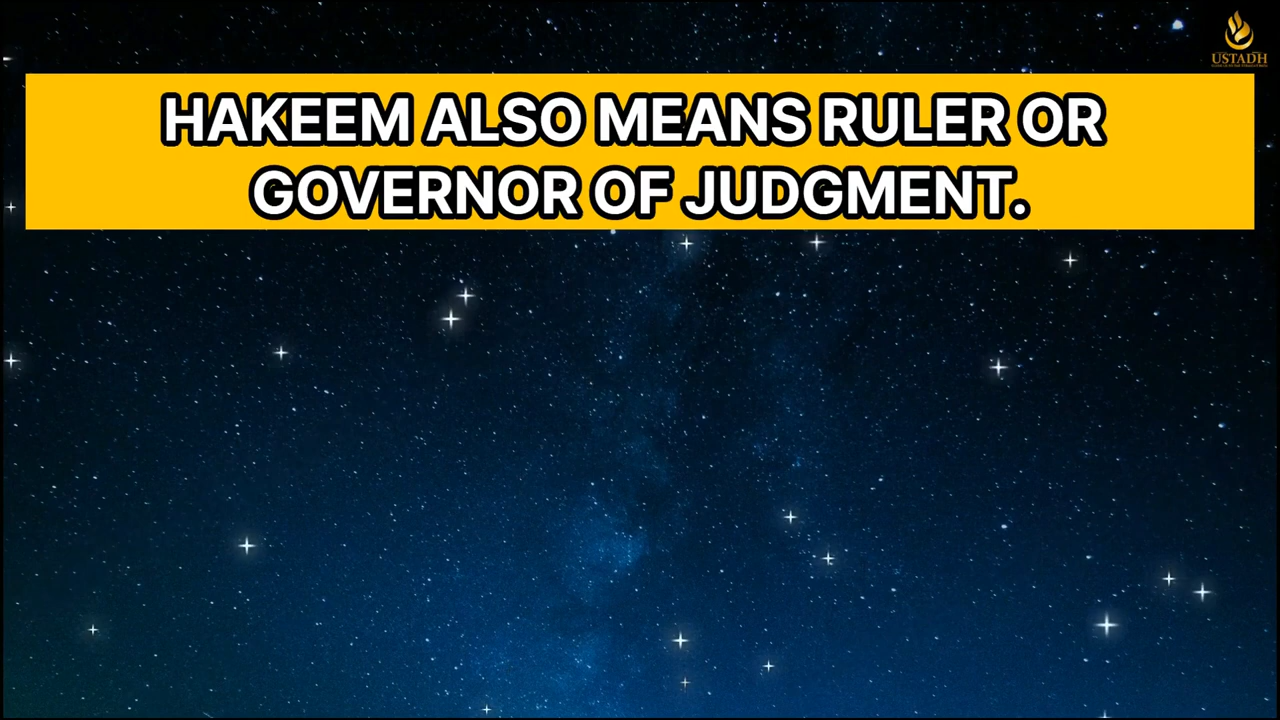 USTADH
HAKEEM ALSO MEANS RULER OR
GOVERNOR OF JUDGMENT.